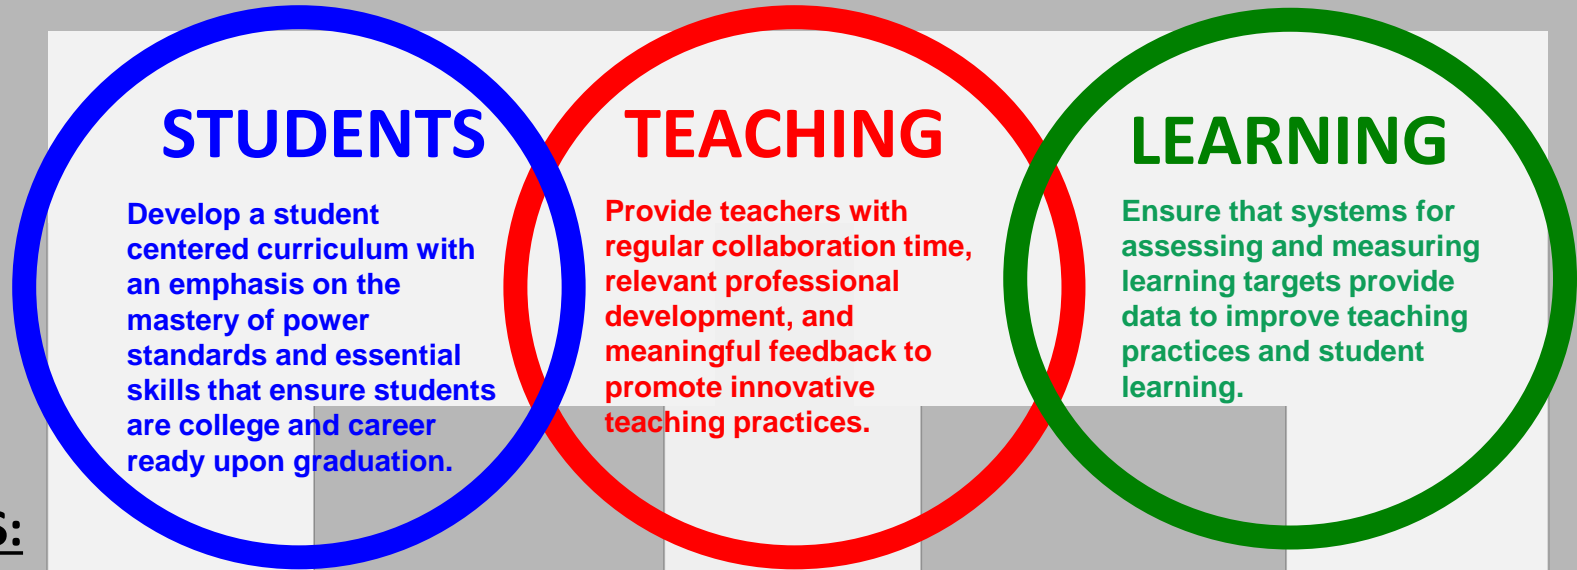 STUDENTS
Develop a student
centered curriculum with
an emphasis on the
mastery of power
standards and essential
skills that ensure students
are college and career
ready upon graduation.
TEACHING
Provide teachers with
regular collaboration time,
relevant professional
development, and
meaningful feedback to
promote innovative
teaching practices.
LEARNING
Ensure that systems for
assessing and measuring
learning targets provide
data to improve teaching
practices and student
learning.
S: